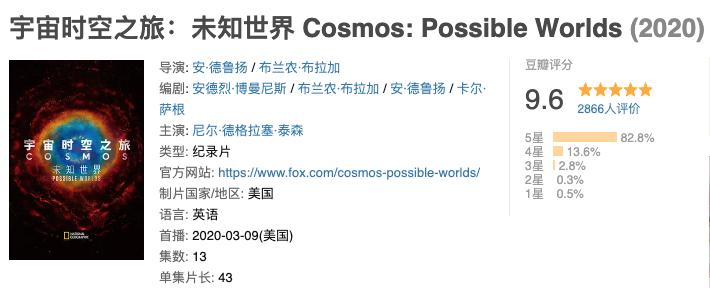 宇宙时空之旅：未知世界 Cosmos: Possible Worlds (2020)
宇宙时空之旅
COSMOS
未知世界
POSSIBLE WORLDS
NATIONAL
GEOGRAPHIC
导演: 安·德鲁扬 / 布兰农·布拉加
编剧: 安德烈·博曼尼斯 / 布兰农·布拉加 / 安·德鲁扬 / 卡尔·
萨根
主演: 尼尔·德格拉塞·泰森
类型: 纪录片
官方网站: https://www.fox.com/cosmos-possible-worlds/
制片国家/地区: 美国
语言: 英语
首播: 2020-03-09(美国)
集数: 13
单集片长: 43
豆瓣评分
9.6
2866人评价
5星 82.8%
4星 13.6%
3星 2.8%
2星 0.3%
1星 0.5%